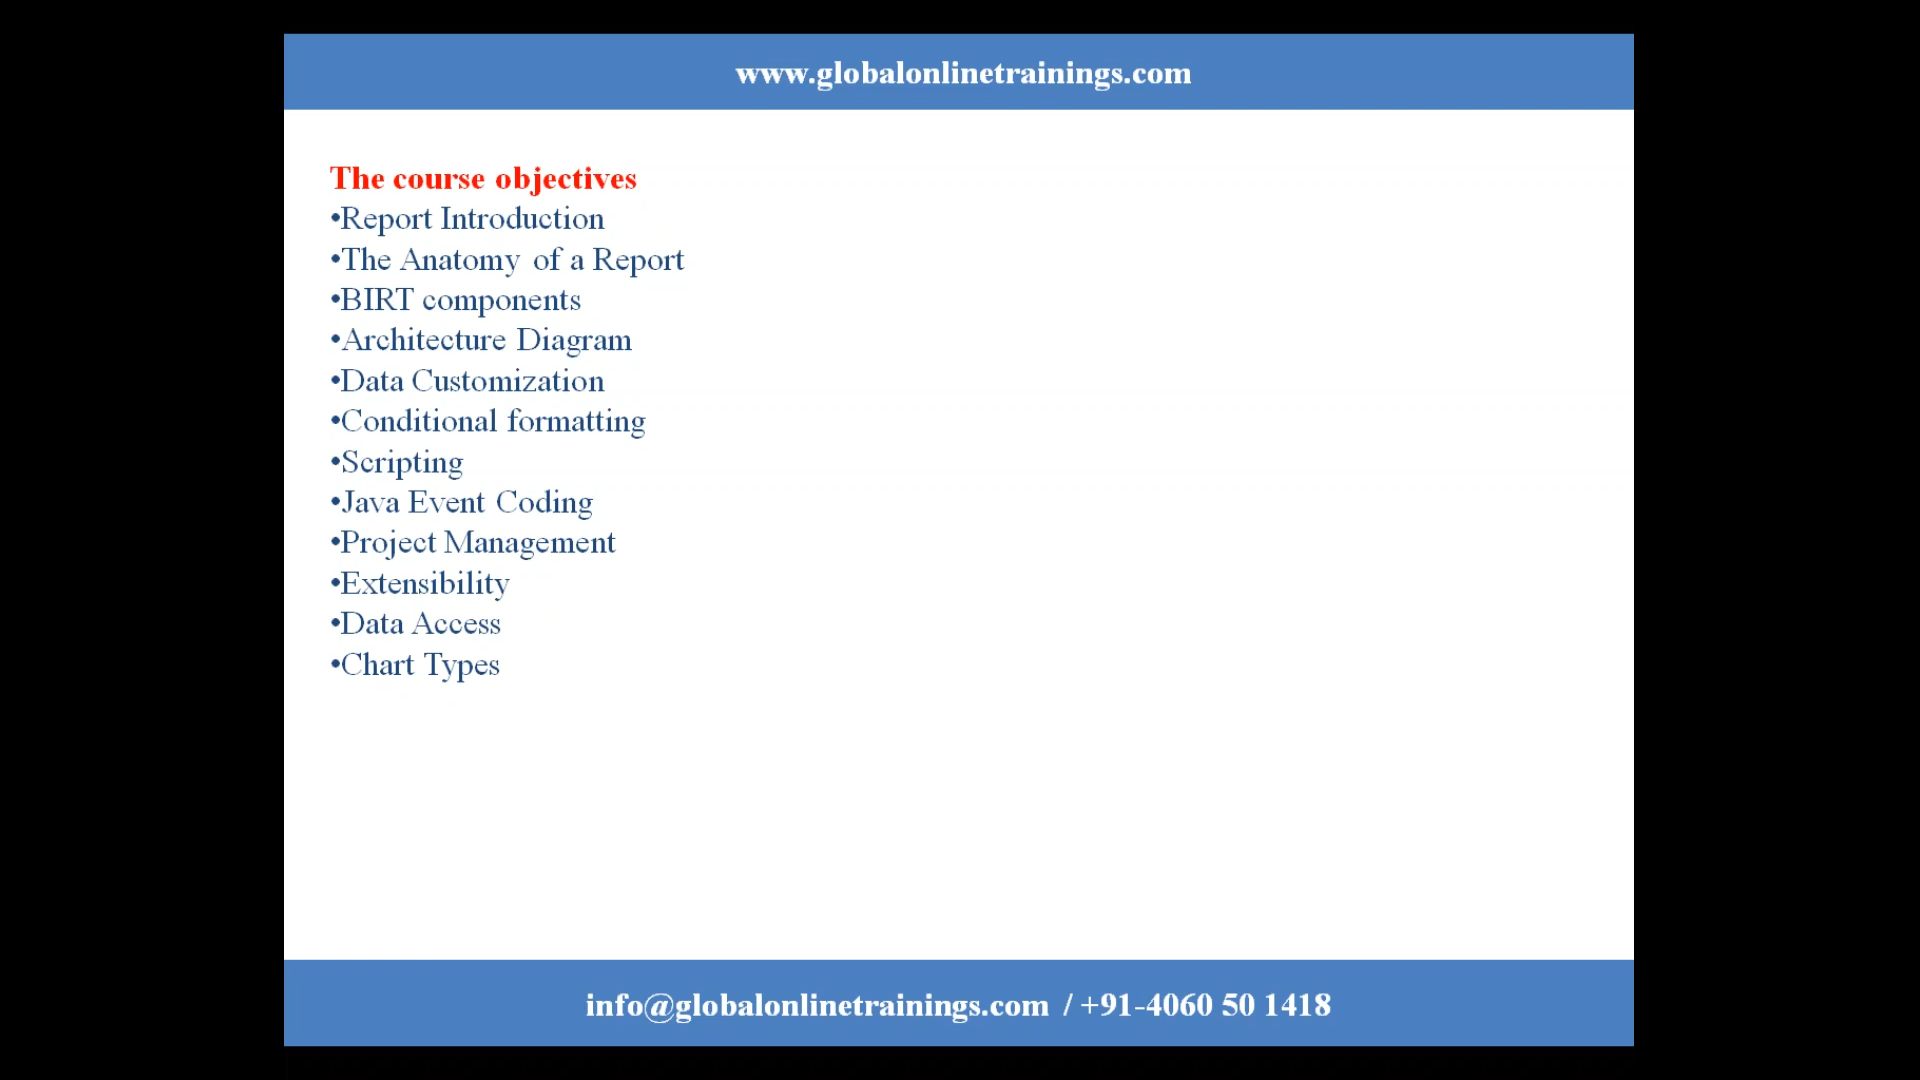 www.globalonlinetrainings.com
The course objectives
•Report Introduction
•The Anatomy of a Report
•BIRT components
•Architecture Diagram
•Data Customization
•Conditional formatting
•Scripting
•Java Event Coding
•Project Management
•Extensibility
•Data Access
•Chart Types
info@globalonlinetrainings.com / +91-4060 50 1418